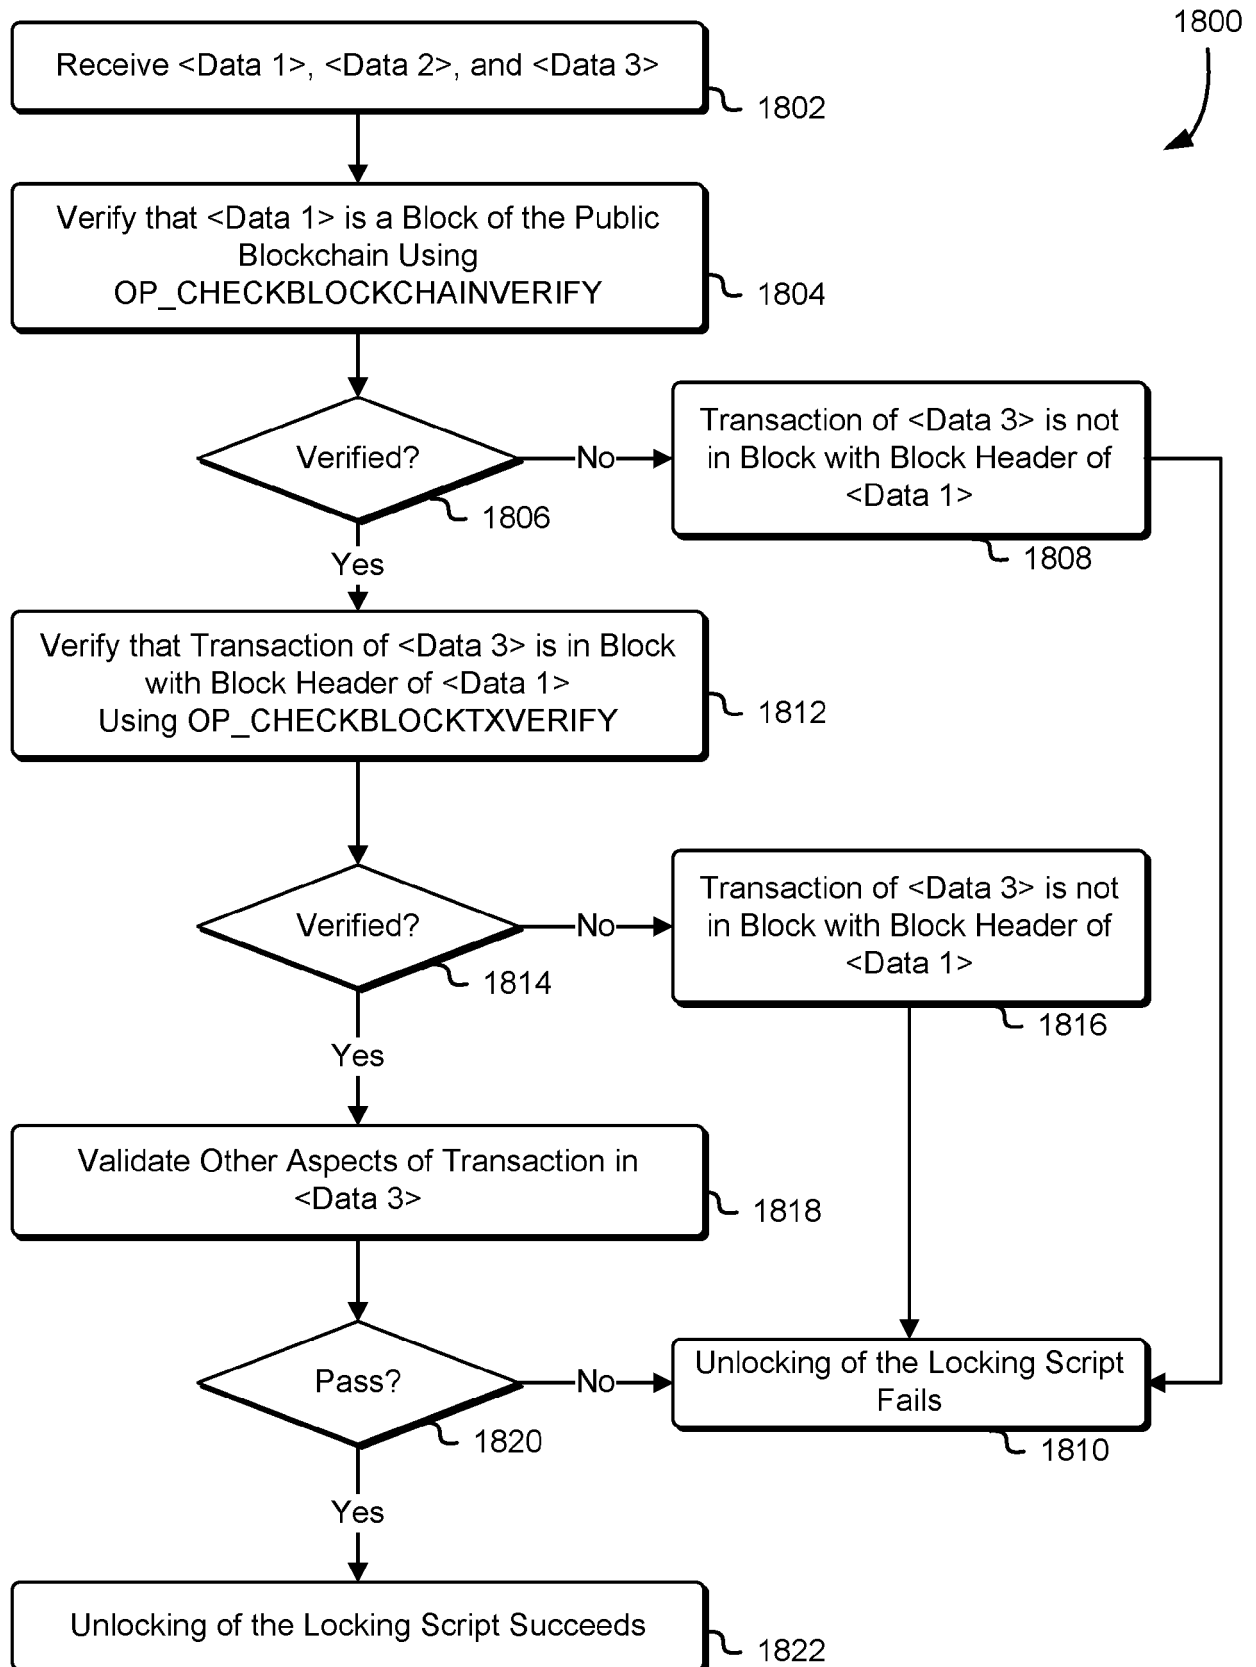 1800
Receive <Data 1>, <Data 2>, and <Data 3>
1802
Verify that <Data 1> is a Block of the Public
Blockchain Using
OP_CHECKBLOCKCHAINVERIFY
1804
Verified?
1806
No
Transaction of <Data 3> is not
in Block with Block Header of
<Data 1>
1808
Yes
Verify that Transaction of <Data 3> is in Block
with Block Header of <Data 1>
Using OP_CHECKBLOCKTXVERIFY
1812
Verified?
1814
No
Transaction of <Data 3> is not
in Block with Block Header of
<Data 1>
1816
Yes
Validate Other Aspects of Transaction in
<Data 3>
1818
Pass?
1820
No
Unlocking of the Locking Script
Fails
1810
Yes
Unlocking of the Locking Script Succeeds
1822